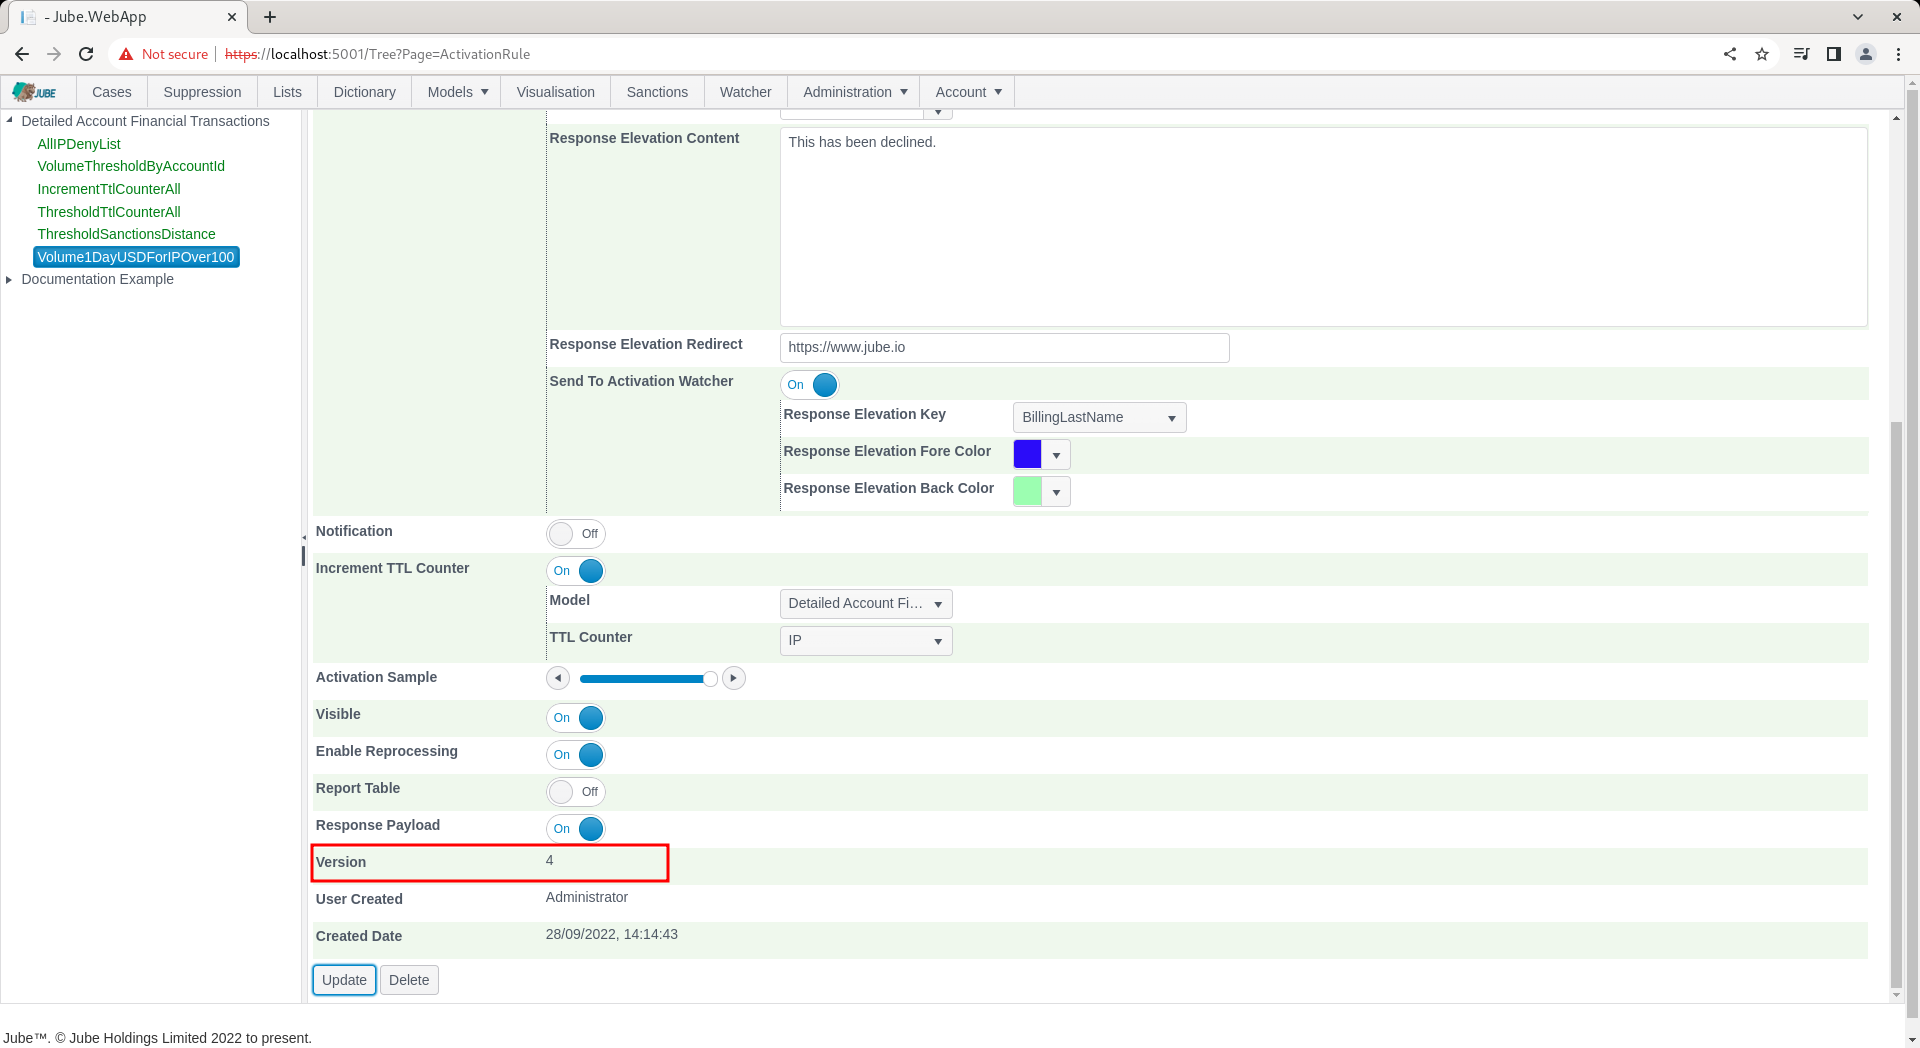 - Jube.WebApp
Not secure https://localhost:5001/Tree?Page=ActivationRule
JUBE Cases Suppression Lists Dictionary Models Visualisation Sanctions Watcher Administration Account
Detailed Account Financial Transactions
AllIPDenyList
VolumeThresholdByAccountId
IncrementTtlCounterAll
ThresholdTtlCounterAll
ThresholdSanctionsDistance
Volume1DayUSDForIPOver100
Documentation Example
Response Elevation Content This has been declined.
Response Elevation Redirect https://www.jube.io
Send To Activation Watcher On
Response Elevation Key BillingLastName
Response Elevation Fore Color
Response Elevation Back Color
Notification Off
Increment TTL Counter On
Model Detailed Account Fi...
TTL Counter IP
Activation Sample
Visible On
Enable Reprocessing On
Report Table Off
Response Payload On
Version 4
User Created Administrator
Created Date 28/09/2022, 14:14:43
Update Delete
Jube™. © Jube Holdings Limited 2022 to present.